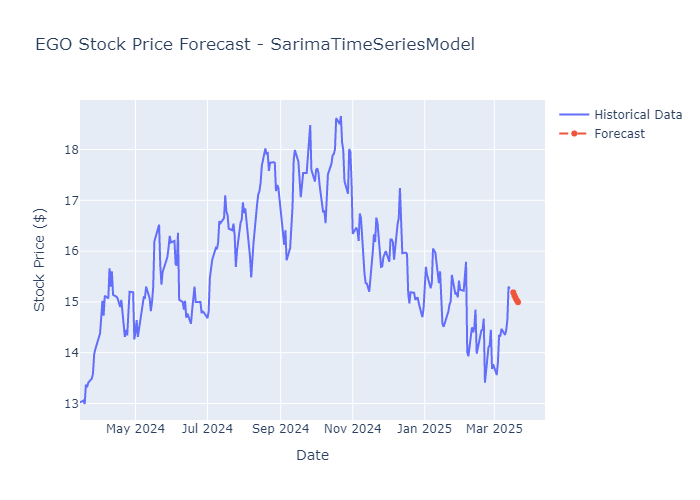 EGO Stock Price Forecast - SarimaTimeSeriesModel
Historical Data
Forecast
Stock Price ($)
18
17
16
15
14
13
May 2024
Jul 2024
Sep 2024
Nov 2024
Jan 2025
Mar 2025
Date